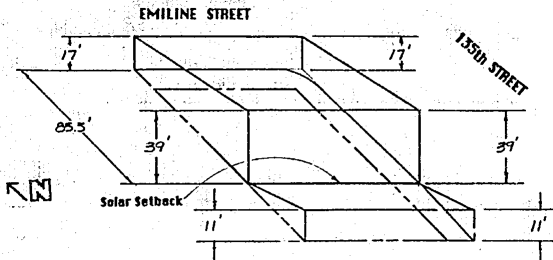 EMILINE STREET
135th STREET
17'
17'
85.5'
39'
39'
N
Solar Setback
11'
11'